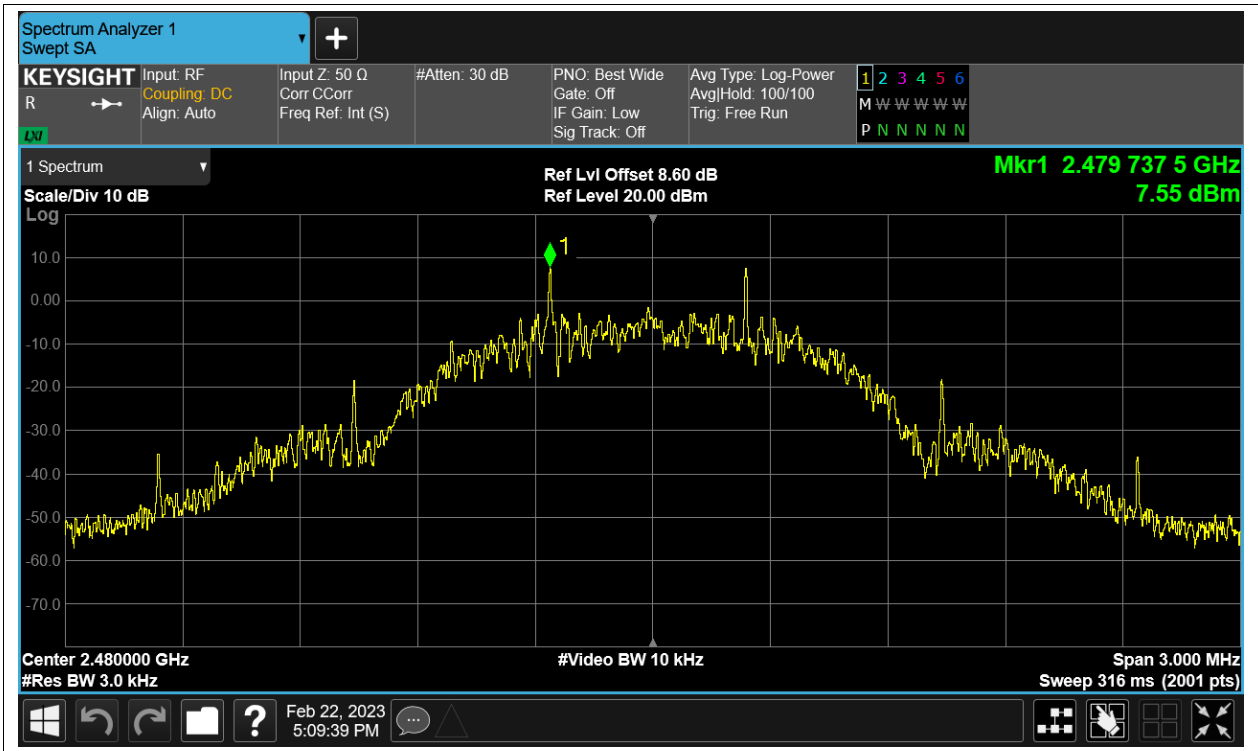 Spectrum Analyzer 1
Swept SA
KEYSIGHT
R
LXI
Input: RF
Coupling: DC
Align: Auto
Input Z: 50 Ω
Corr CCorr
Freq Ref: Int (S)
#Atten: 30 dB
PNO: Best Wide
Gate: Off
IF Gain: Low
Sig Track: Off
Avg Type: Log-Power
Avg|Hold: 100/100
Trig: Free Run
1 2 3 4 5 6
M W W W W W
P N N N N N
1 Spectrum
Scale/Div 10 dB
Log
Ref Lvl Offset 8.60 dB
Ref Level 20.00 dBm
Mkr1 2.479 737 5 GHz
7.55 dBm
1
10.0
0.00
-10.0
-20.0
-30.0
-40.0
-50.0
-60.0
-70.0
Center 2.480000 GHz
#Res BW 3.0 kHz
#Video BW 10 kHz
Span 3.000 MHz
Sweep 316 ms (2001 pts)
?
Feb 22, 2023
5:09:39 PM